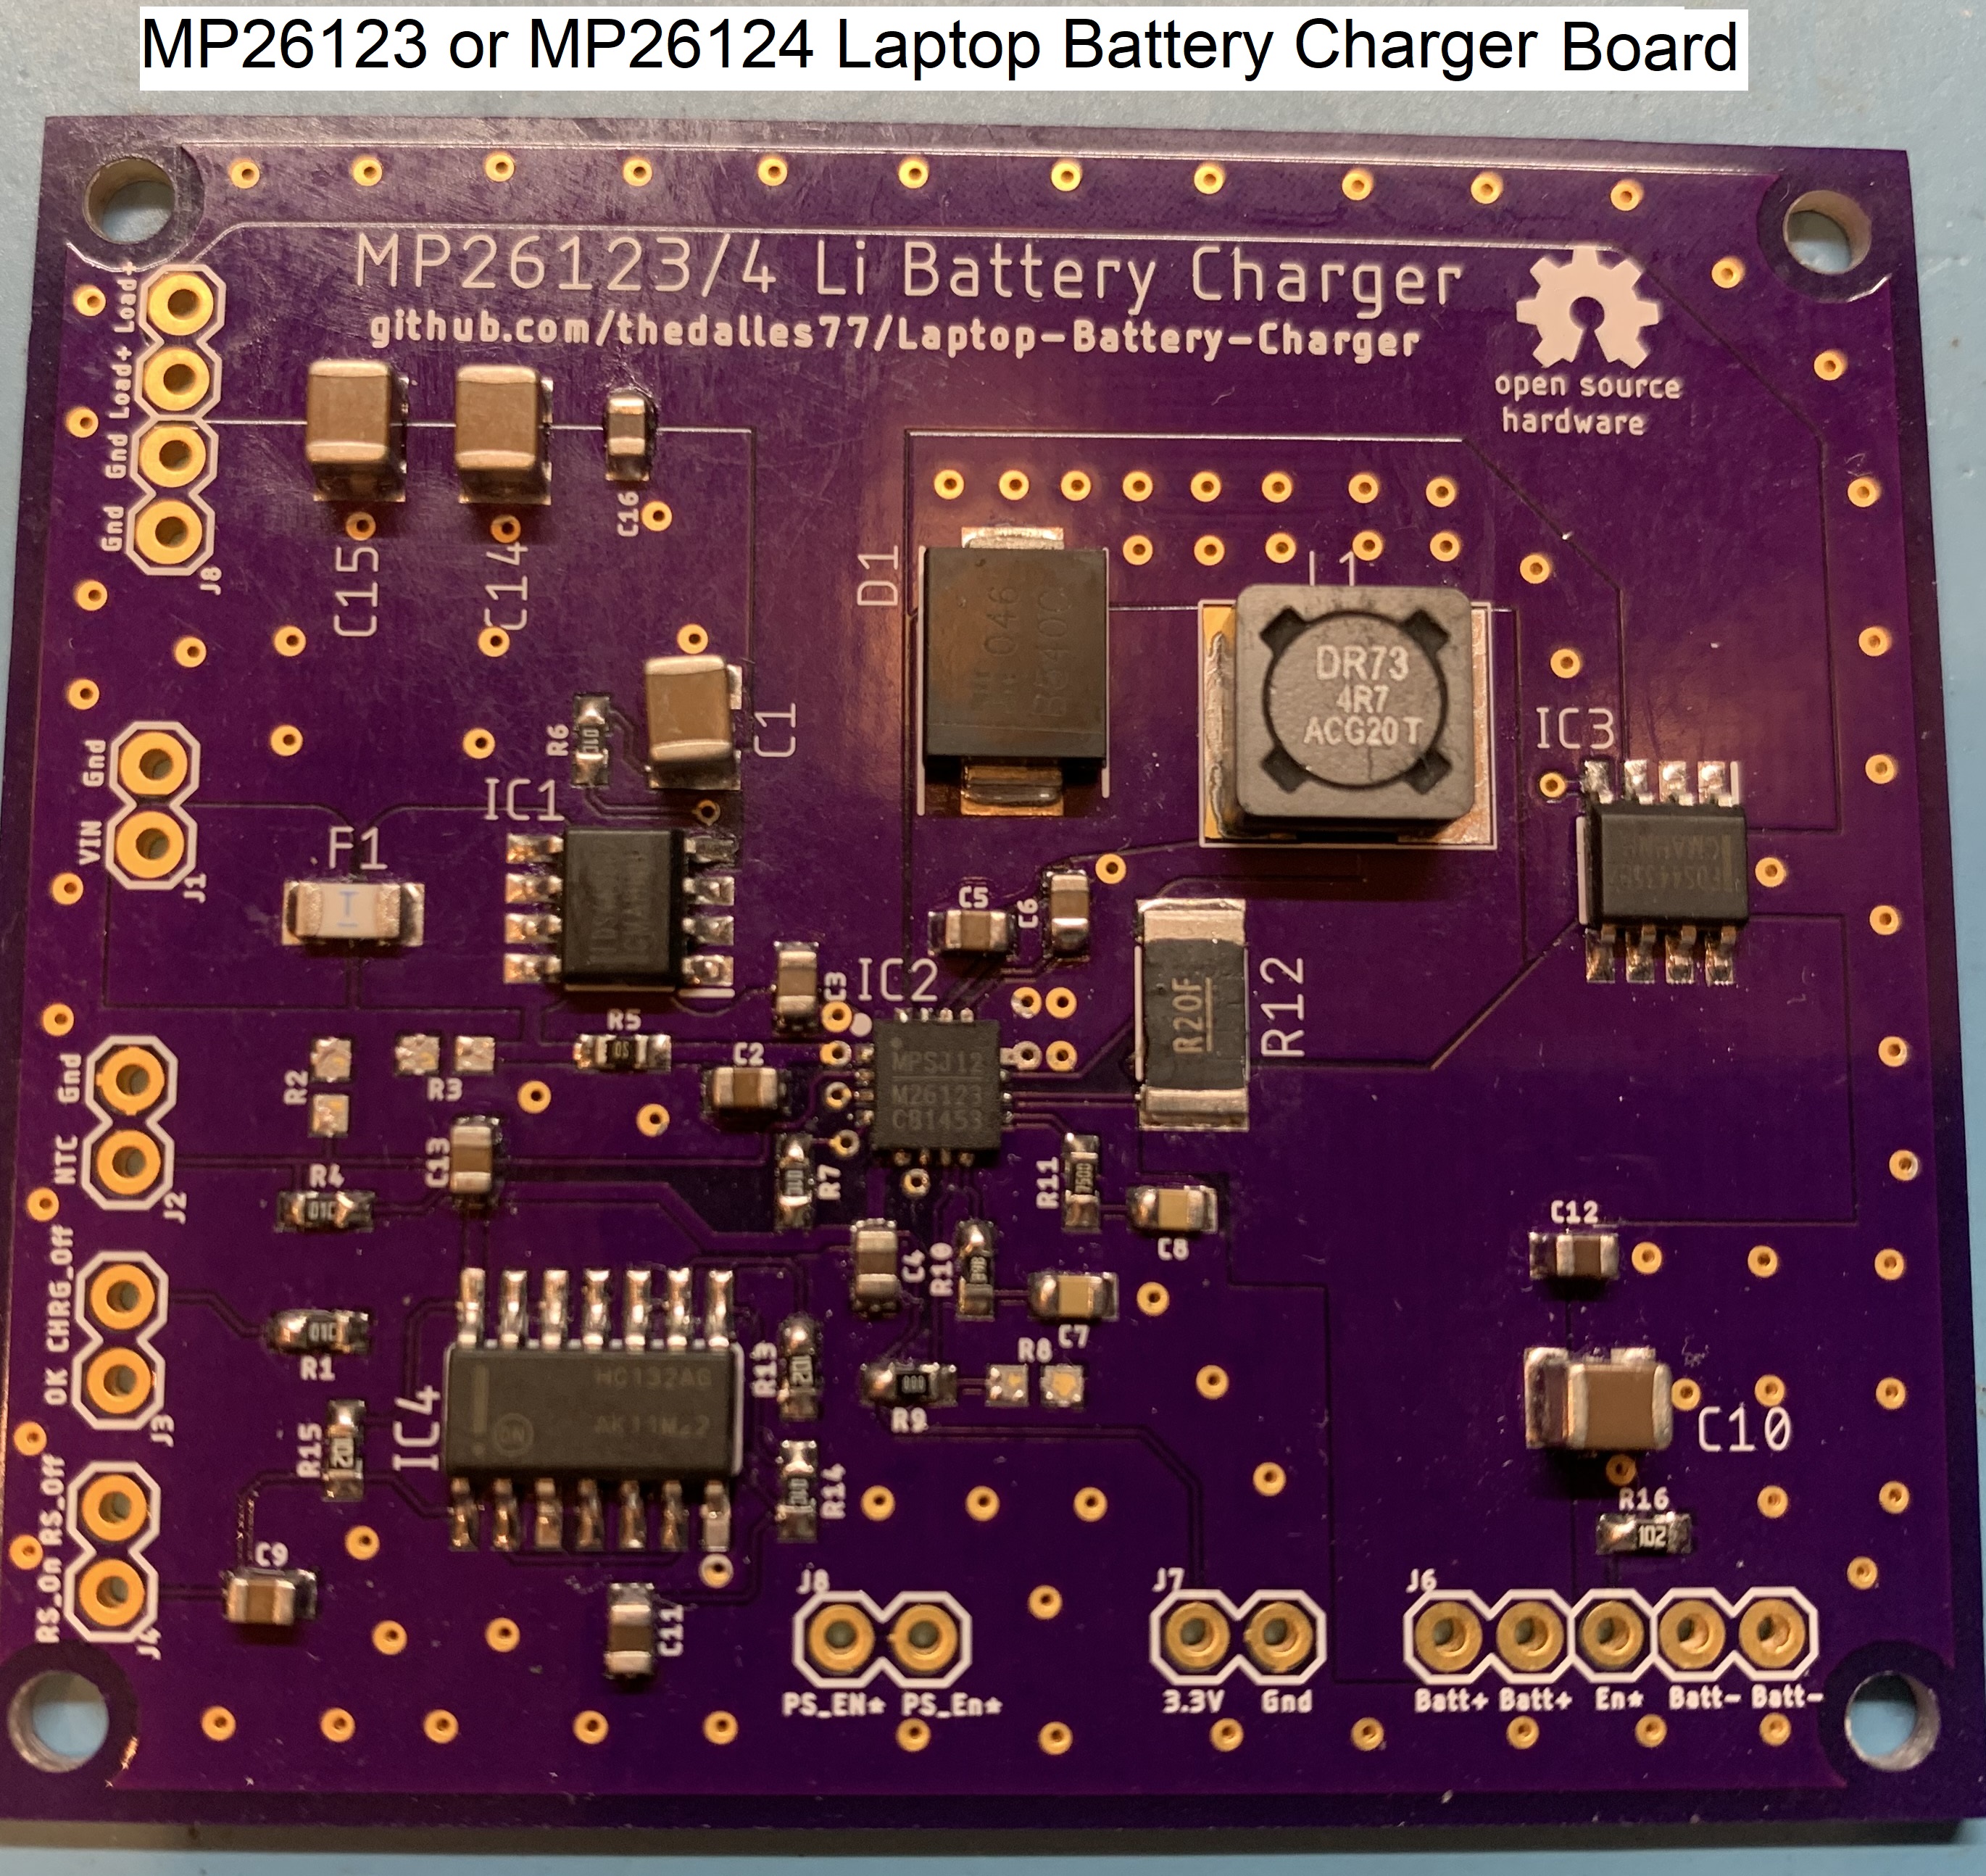 MP26123 or MP26124 Laptop Battery Charger Board
MP26123/4 Li Battery Charger
github.com/thedalles77/Laptop-Battery-Charger
open source
hardware
Load+
Load+
Gnd
Gnd
J8
C15
C14
C16
D1
B540C
L1
DR73
4R7
ACG20T
IC3
R6
C1
IC1
Gnd
VIN
J1
F1
C5
C6
R20F
R12
C3
IC2
MPSJ12
M26123
CB1453
R5
R2
R3
C2
Gnd
NTC
J2
R4
C13
R7
R11
7500
C8
C12
CHRG_Off
OK
J3
R1
C4
R10
C7
R8
R9
R13
IC4
HC132AG
ON
R15
R14
C10
R16
102
RS_Off
RS_On
J4
C9
C11
J8
PS_EN* PS_En*
J7
3.3V Gnd
J6
Batt+ Batt+ En* Batt- Batt-